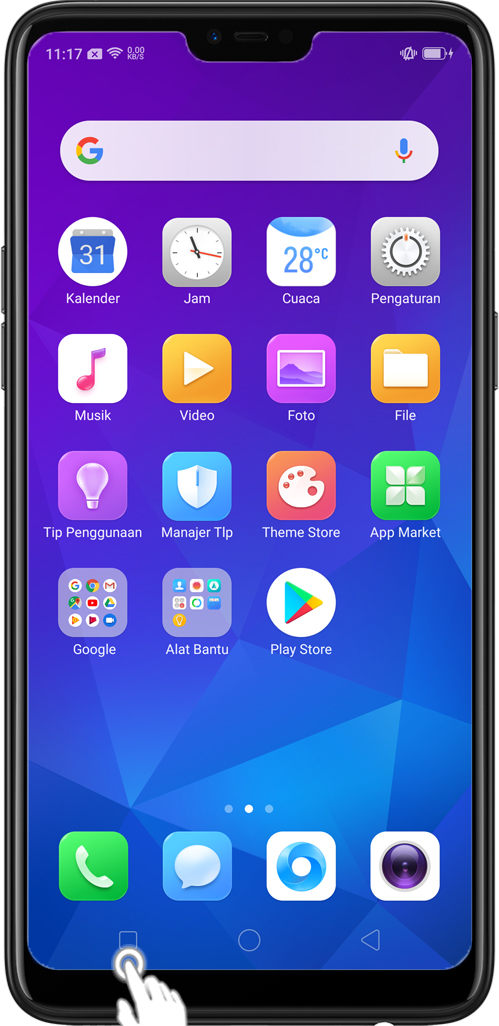 11:17 0.00
KB/S
31 28°C
Kalender Jam Cuaca Pengaturan
Musik Video Foto File
Tip Penggunaan Manajer Tlp Theme Store App Market
Google Alat Bantu Play Store